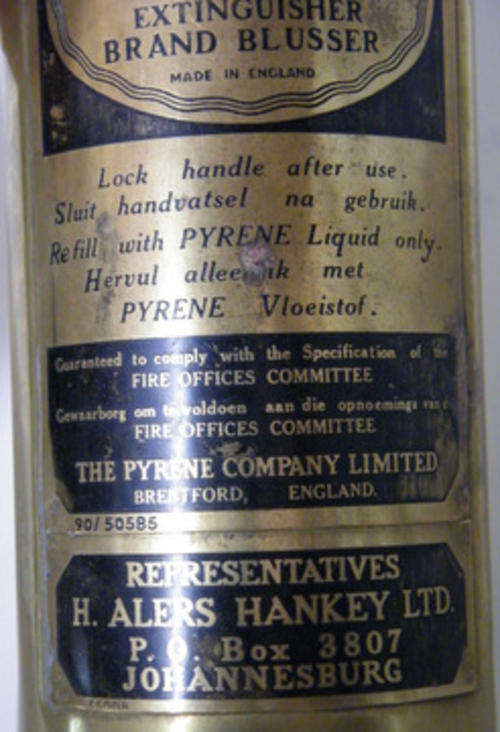 EXTINGUISHER
BRAND BLUSSER
MADE IN ENGLAND
Lock handle after use.
Sluit handvatsel na gebruik.
Refill with PYRENE Liquid only.
Hervul met
PYRENE Vloeistof.
Guaranteed to comply with the Specification of the
FIRE OFFICES COMMITTEE
Gewaarborg om te voldoen aan die opnoemings van
FIRE OFFICES COMMITTEE
THE PYRENE COMPANY LIMITED
BRENTFORD, ENGLAND.
90/50585
REPRESENTATIVES
H. ALERS HANKEY LTD.
P. O. Box 3807
JOHANNESBURG